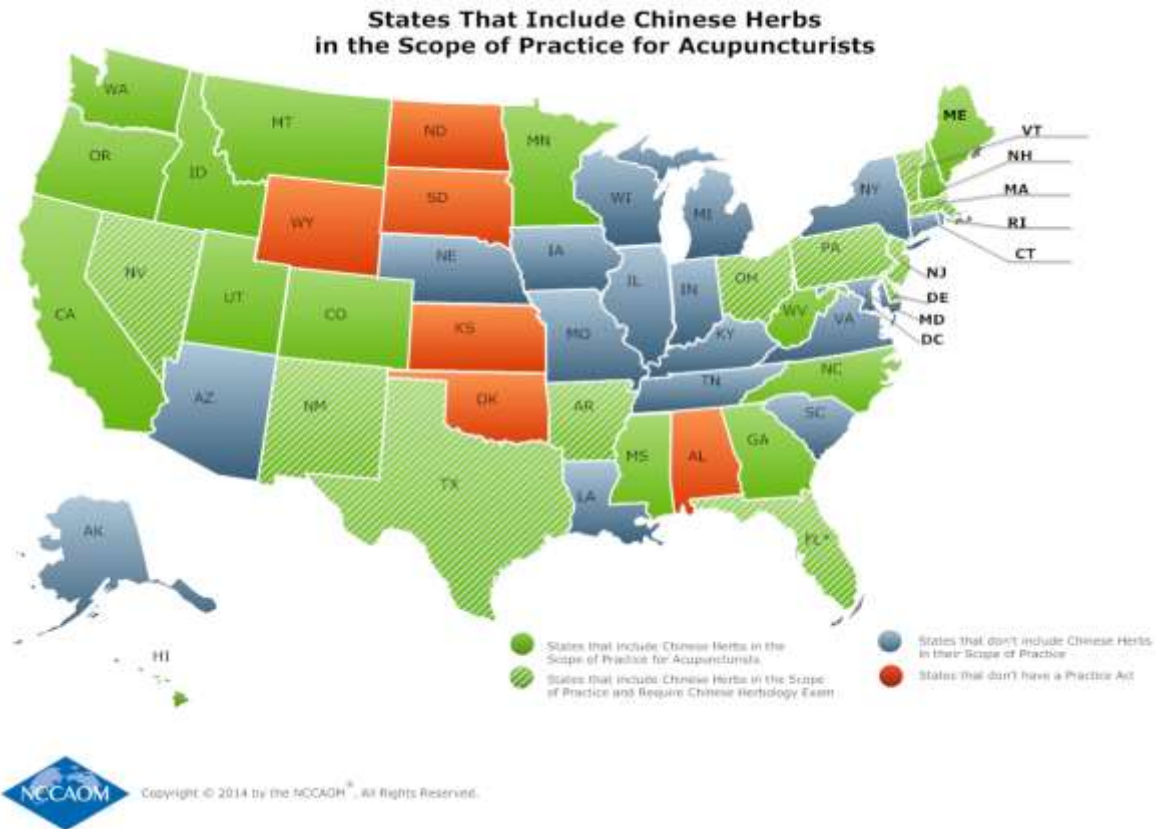 States That Include Chinese Herbs
in the Scope of Practice for Acupuncturists
WA
MT
ND
MN
ME
VT
NH
MA
RI
CT
OR
ID
WY
SD
WI
MI
NY
NV
UT
CO
NE
IA
IL
IN
OH
PA
NJ
DE
MD
DC
CA
KS
MO
KY
WV
VA
AZ
NM
OK
AR
TN
NC
SC
TX
LA
MS
AL
GA
FL*
AK
HI
States that include Chinese Herbs in the
Scope of Practice for Acupuncturists
States that include Chinese Herbs in the Scope
of Practice and Require Chinese Herbology Exam
States that don't include Chinese Herbs
in their Scope of Practice
States that don't have a Practice Act
NCCAOM
Copyright © 2014 by the NCCAOM®. All Rights Reserved.